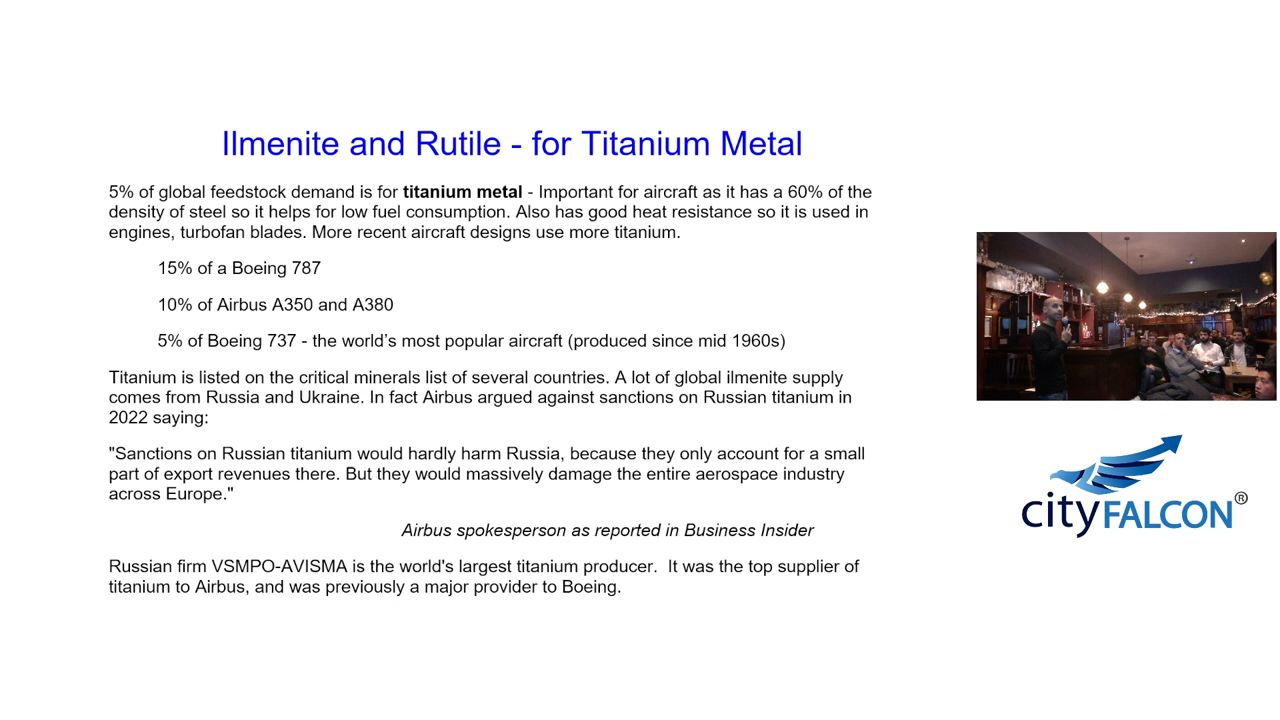 Ilmenite and Rutile - for Titanium Metal
5% of global feedstock demand is for titanium metal - Important for aircraft as it has a 60% of the
density of steel so it helps for low fuel consumption. Also has good heat resistance so it is used in
engines, turbofan blades. More recent aircraft designs use more titanium.
15% of a Boeing 787
10% of Airbus A350 and A380
5% of Boeing 737 - the world's most popular aircraft (produced since mid 1960s)
Titanium is listed on the critical minerals list of several countries. A lot of global ilmenite supply
comes from Russia and Ukraine. In fact Airbus argued against sanctions on Russian titanium in
2022 saying:
"Sanctions on Russian titanium would hardly harm Russia, because they only account for a small
part of export revenues there. But they would massively damage the entire aerospace industry
across Europe."
Airbus spokesperson as reported in Business Insider
Russian firm VSMPO-AVISMA is the world's largest titanium producer.  It was the top supplier of
titanium to Airbus, and was previously a major provider to Boeing.
cityFALCON®